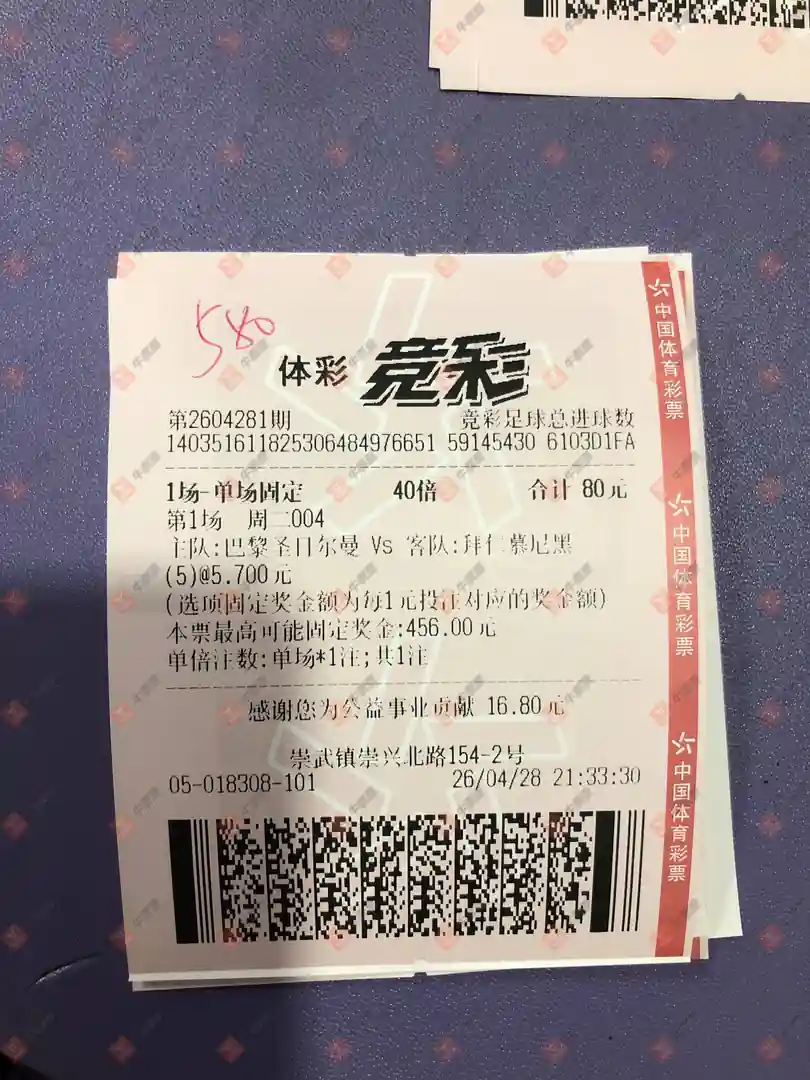 580
体彩 竞彩
第2604281期 竞彩足球总进球数
140351611825306484976651 59145430 6103D1FA
1场-单场固定 40倍 合计 80元
第1场 周二004
主队:巴黎圣日尔曼 Vs 客队:拜仁慕尼黑
(5)@5.700元
(选项固定奖金额为每1元投注对应的奖金额)
本票最高可能固定奖金:456.00元
单倍注数:单场*1注;共1注
感谢您为公益事业贡献 16.80元
崇武镇崇兴北路154-2号
05-018308-101 26/04/28 21:33:30
中国体育彩票
中国体育彩票
中国体育彩票